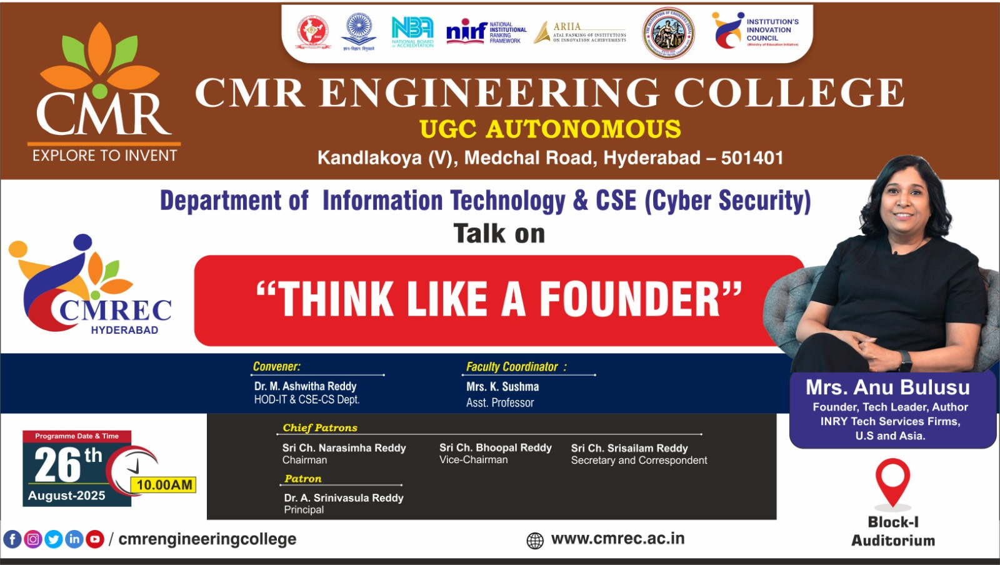 NBA
NATIONAL BOARD
OF ACCREDITATION
nirf
NATIONAL
INSTITUTIONAL
RANKING
FRAMEWORK
ARIIA
ATAL RANKING OF INSTITUTIONS
ON INNOVATION ACHIEVEMENTS
INSTITUTION'S
INNOVATION
COUNCIL
(Ministry of Education Initiative)
ज्ञान-विज्ञान विमुक्तये
CMR
EXPLORE TO INVENT
CMR ENGINEERING COLLEGE
UGC AUTONOMOUS
Kandlakoya (V), Medchal Road, Hyderabad – 501401
Department of Information Technology & CSE (Cyber Security)
Talk on
“THINK LIKE A FOUNDER”
CMREC
HYDERABAD
Convener:
Dr. M. Ashwitha Reddy
HOD-IT & CSE-CS Dept.
Faculty Coordinator :
Mrs. K. Sushma
Asst. Professor
Mrs. Anu Bulusu
Founder, Tech Leader, Author
INRY Tech Services Firms,
U.S and Asia.
Chief Patrons
Sri Ch. Narasimha Reddy
Chairman
Sri Ch. Bhoopal Reddy
Vice-Chairman
Sri Ch. Srisailam Reddy
Secretary and Correspondent
Patron
Dr. A. Srinivasula Reddy
Principal
Programme Date & Time
26th
August-2025
10.00AM
Block-I
Auditorium
/ cmrengineeringcollege
www.cmrec.ac.in